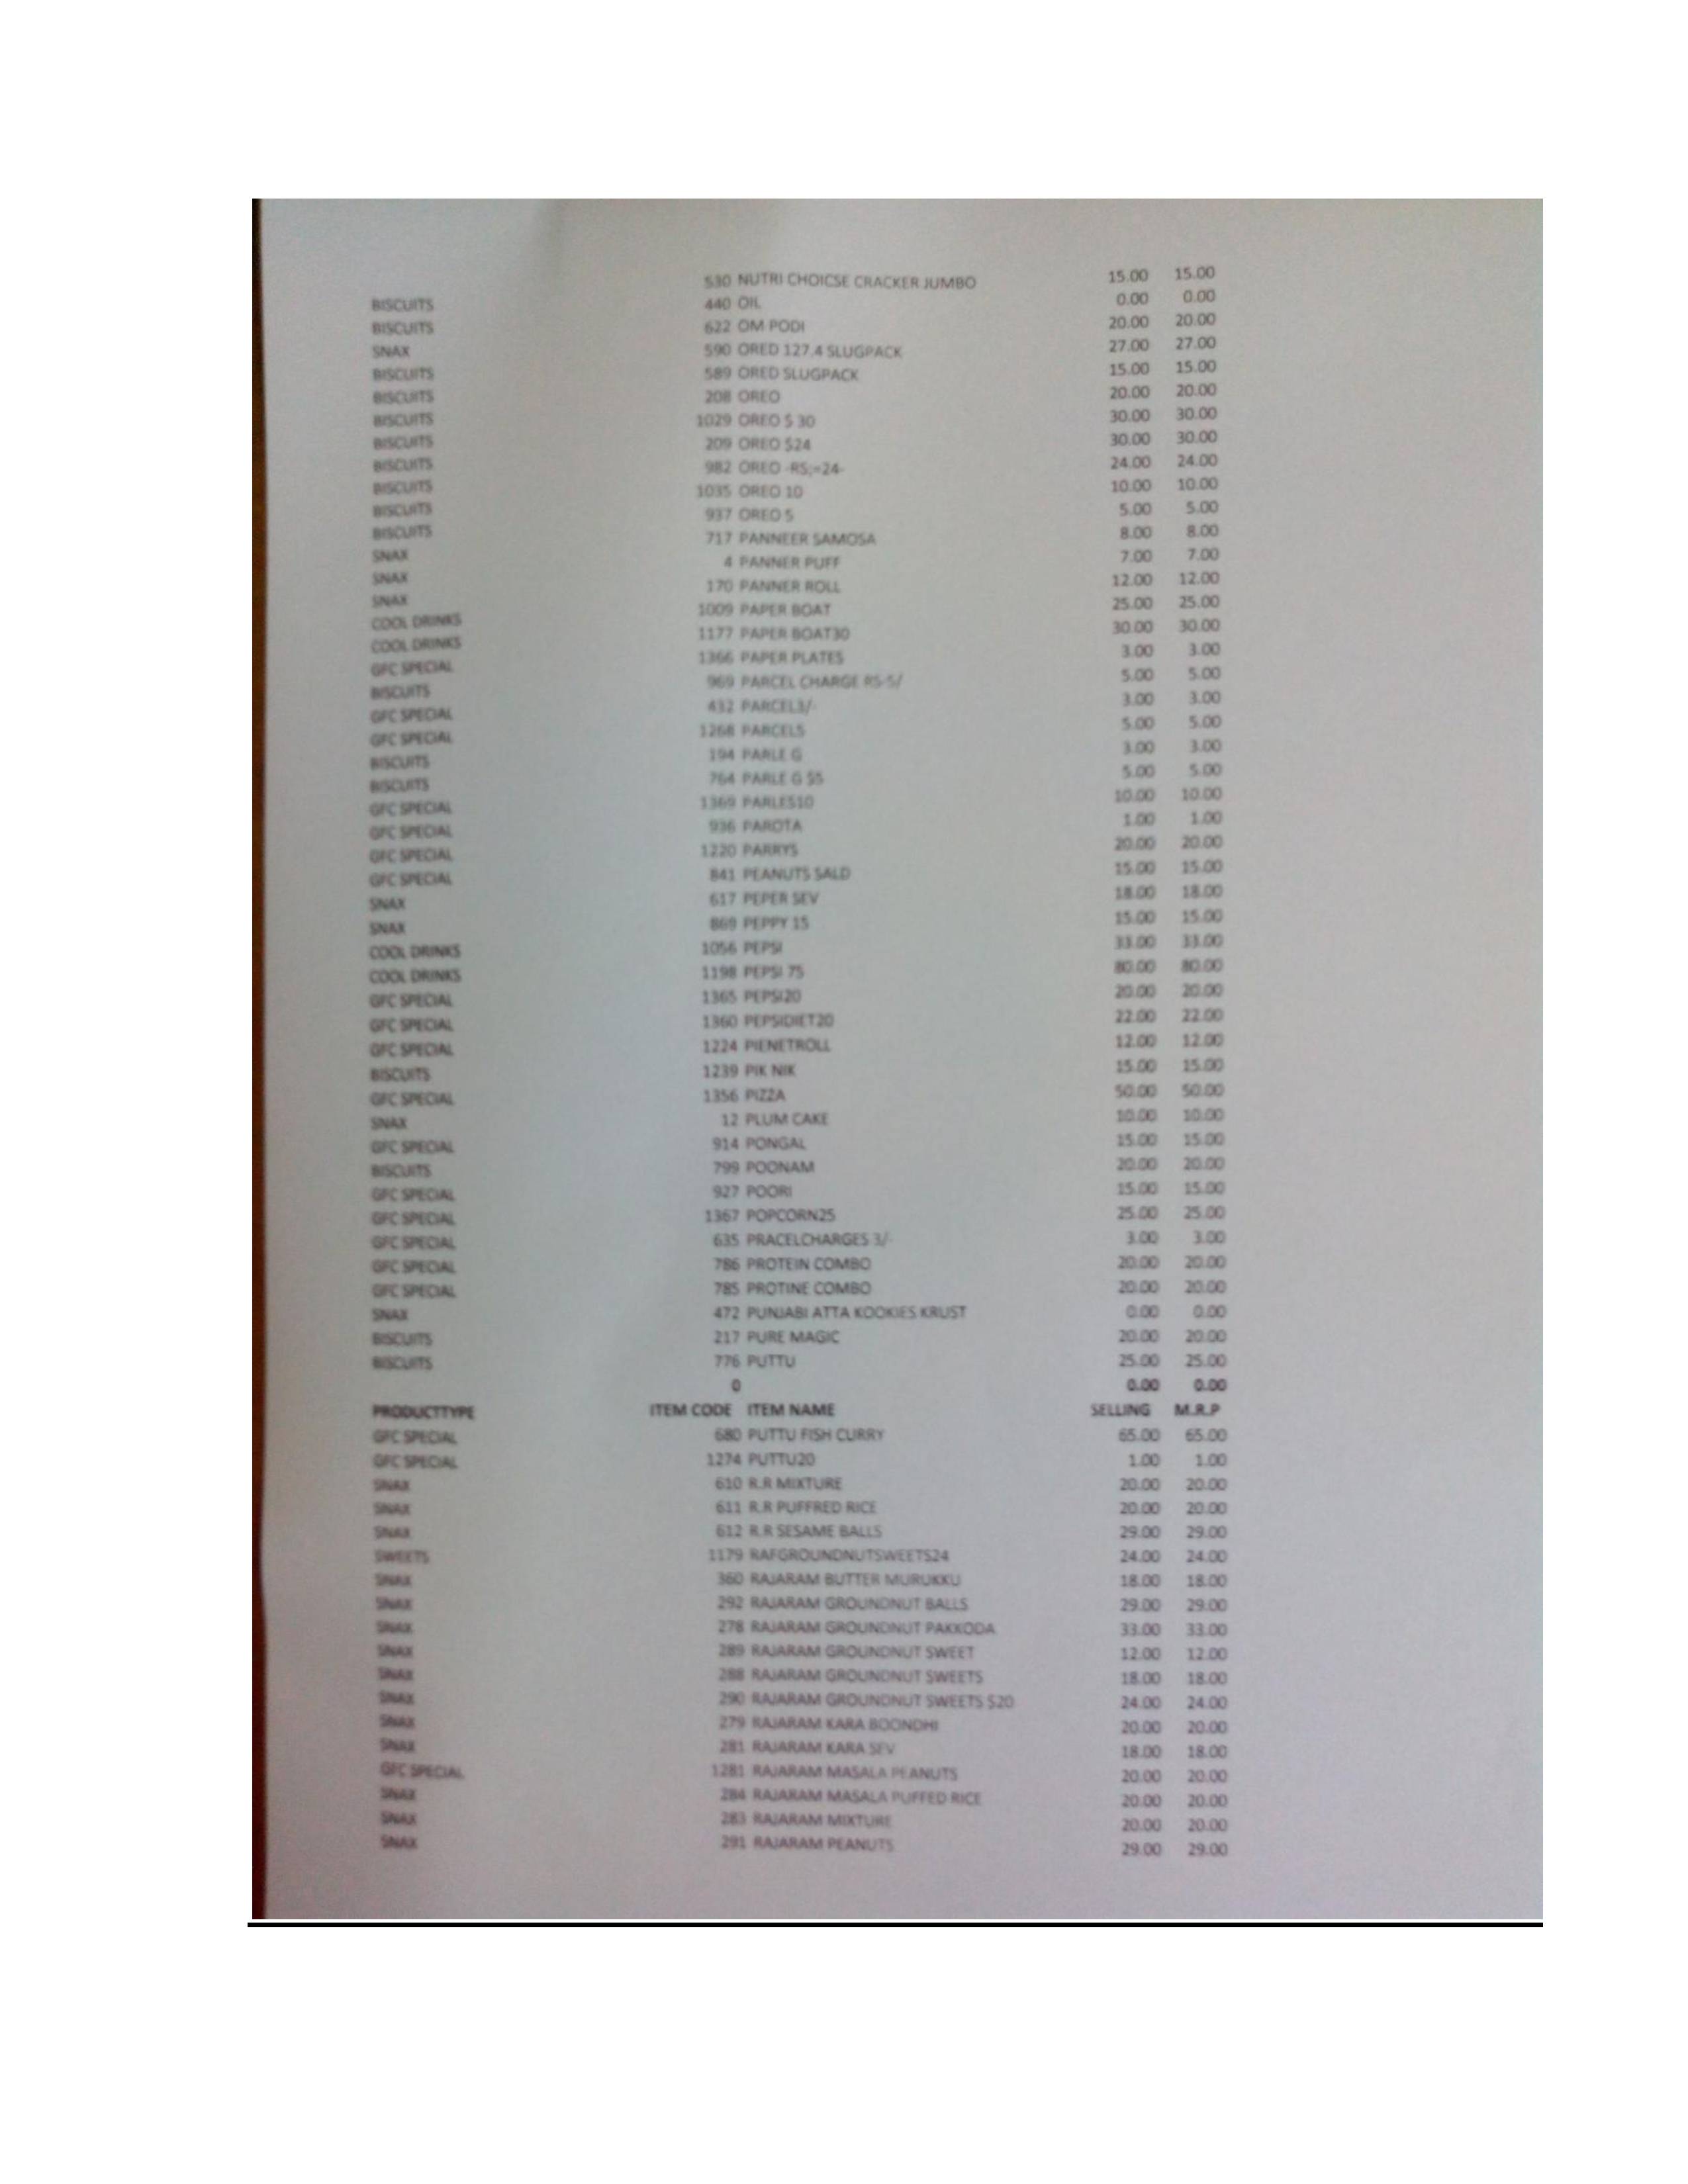 BISCUITS 530 NUTRI CHOICSE CRACKER JUMBO 15.00 15.00
BISCUITS 440 OIL 0.00 0.00
SNAX 622 OM PODI 20.00 20.00
BISCUITS 590 ORED 127.4 SLUGPACK 27.00 27.00
BISCUITS 589 ORED SLUGPACK 15.00 15.00
BISCUITS 208 OREO 20.00 20.00
BISCUITS 1029 OREO $ 30 30.00 30.00
BISCUITS 209 OREO $24 30.00 30.00
BISCUITS 982 OREO -RS;=24- 24.00 24.00
BISCUITS 1035 OREO 10 10.00 10.00
BISCUITS 937 OREO 5 5.00 5.00
SNAX 717 PANNEER SAMOSA 8.00 8.00
SNAX 4 PANNER PUFF 7.00 7.00
SNAX 170 PANNER ROLL 12.00 12.00
COOL DRINKS 1009 PAPER BOAT 25.00 25.00
COOL DRINKS 1177 PAPER BOAT30 30.00 30.00
GFC SPECIAL 1366 PAPER PLATES 3.00 3.00
BISCUITS 969 PARCEL CHARGE RS-5/ 5.00 5.00
GFC SPECIAL 432 PARCEL3/- 3.00 3.00
GFC SPECIAL 1268 PARCEL5 5.00 5.00
BISCUITS 194 PARLE G 3.00 3.00
BISCUITS 764 PARLE G $5 5.00 5.00
GFC SPECIAL 1369 PARLES10 10.00 10.00
GFC SPECIAL 936 PAROTA 1.00 1.00
GFC SPECIAL 1220 PARRYS 20.00 20.00
GFC SPECIAL 841 PEANUTS SALD 15.00 15.00
SNAX 617 PEPER SEV 18.00 18.00
SNAX 869 PEPPY 15 15.00 15.00
COOL DRINKS 1056 PEPSI 33.00 33.00
COOL DRINKS 1198 PEPSI 75 80.00 80.00
GFC SPECIAL 1365 PEPSI20 20.00 20.00
GFC SPECIAL 1360 PEPSIDIET20 22.00 22.00
GFC SPECIAL 1224 PIENETROLL 12.00 12.00
BISCUITS 1239 PIK NIK 15.00 15.00
GFC SPECIAL 1356 PIZZA 50.00 50.00
SNAX 12 PLUM CAKE 10.00 10.00
GFC SPECIAL 914 PONGAL 15.00 15.00
BISCUITS 799 POONAM 20.00 20.00
GFC SPECIAL 927 POORI 15.00 15.00
GFC SPECIAL 1367 POPCORN25 25.00 25.00
GFC SPECIAL 635 PRACELCHARGES 3/- 3.00 3.00
GFC SPECIAL 786 PROTEIN COMBO 20.00 20.00
GFC SPECIAL 785 PROTINE COMBO 20.00 20.00
SNAX 472 PUNJABI ATTA KOOKIES KRUST 0.00 0.00
BISCUITS 217 PURE MAGIC 20.00 20.00
BISCUITS 776 PUTTU 25.00 25.00
0 0.00 0.00
PRODUCTTYPE ITEM CODE ITEM NAME SELLING M.R.P
GFC SPECIAL 680 PUTTU FISH CURRY 65.00 65.00
GFC SPECIAL 1274 PUTTU20 1.00 1.00
SNAX 610 R.R MIXTURE 20.00 20.00
SNAX 611 R.R PUFFRED RICE 20.00 20.00
SNAX 612 R.R SESAME BALLS 29.00 29.00
SWEETS 1179 RAFGROUNDNUTSWEETS24 24.00 24.00
SNAX 360 RAJARAM BUTTER MURUKKU 18.00 18.00
SNAX 292 RAJARAM GROUNDNUT BALLS 29.00 29.00
SNAX 278 RAJARAM GROUNDNUT PAKKODA 33.00 33.00
SNAX 289 RAJARAM GROUNDNUT SWEET 12.00 12.00
SNAX 288 RAJARAM GROUNDNUT SWEETS 18.00 18.00
SNAX 290 RAJARAM GROUNDNUT SWEETS $20 24.00 24.00
SNAX 279 RAJARAM KARA BOONDHI 20.00 20.00
SNAX 281 RAJARAM KARA SEV 18.00 18.00
GFC SPECIAL 1281 RAJARAM MASALA PEANUTS 20.00 20.00
SNAX 284 RAJARAM MASALA PUFFED RICE 20.00 20.00
SNAX 283 RAJARAM MIXTURE 20.00 20.00
SNAX 291 RAJARAM PEANUTS 29.00 29.00